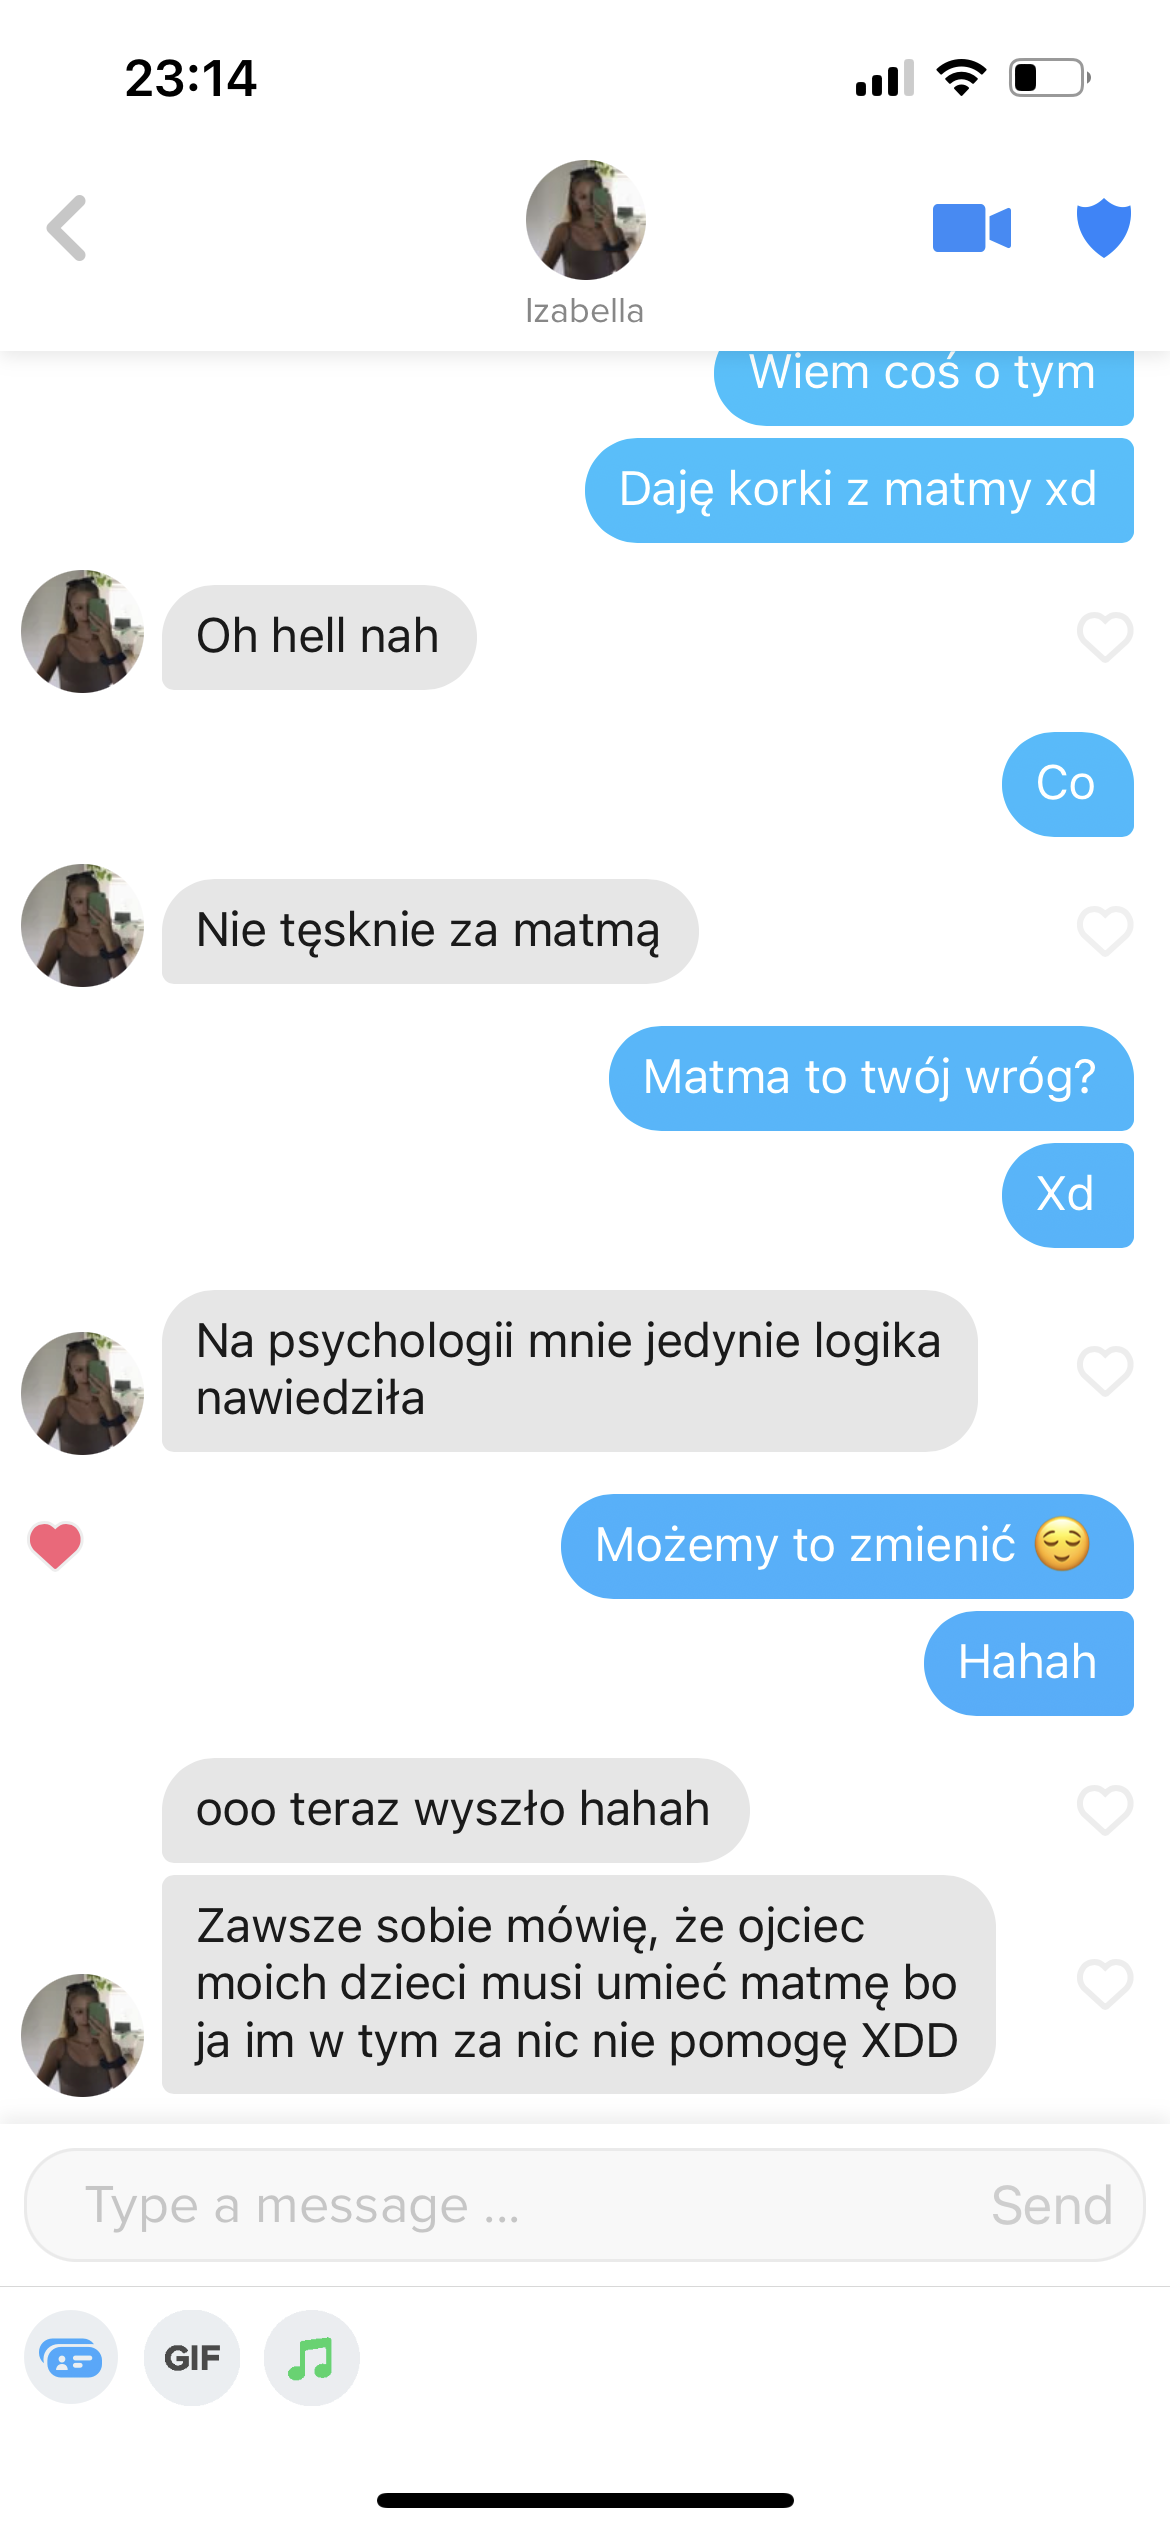 23:14
Izabella
Wiem coś o tym
Daję korki z matmy xd
Oh hell nah
Co
Nie tęsknie za matmą
Matma to twój wróg?
Xd
Na psychologii mnie jedynie logika
nawiedziła
Możemy to zmienić 😌
Hahah
ooo teraz wyszło hahah
Zawsze sobie mówię, że ojciec
moich dzieci musi umieć matmę bo
ja im w tym za nic nie pomogę XDD
Type a message ...
Send
GIF